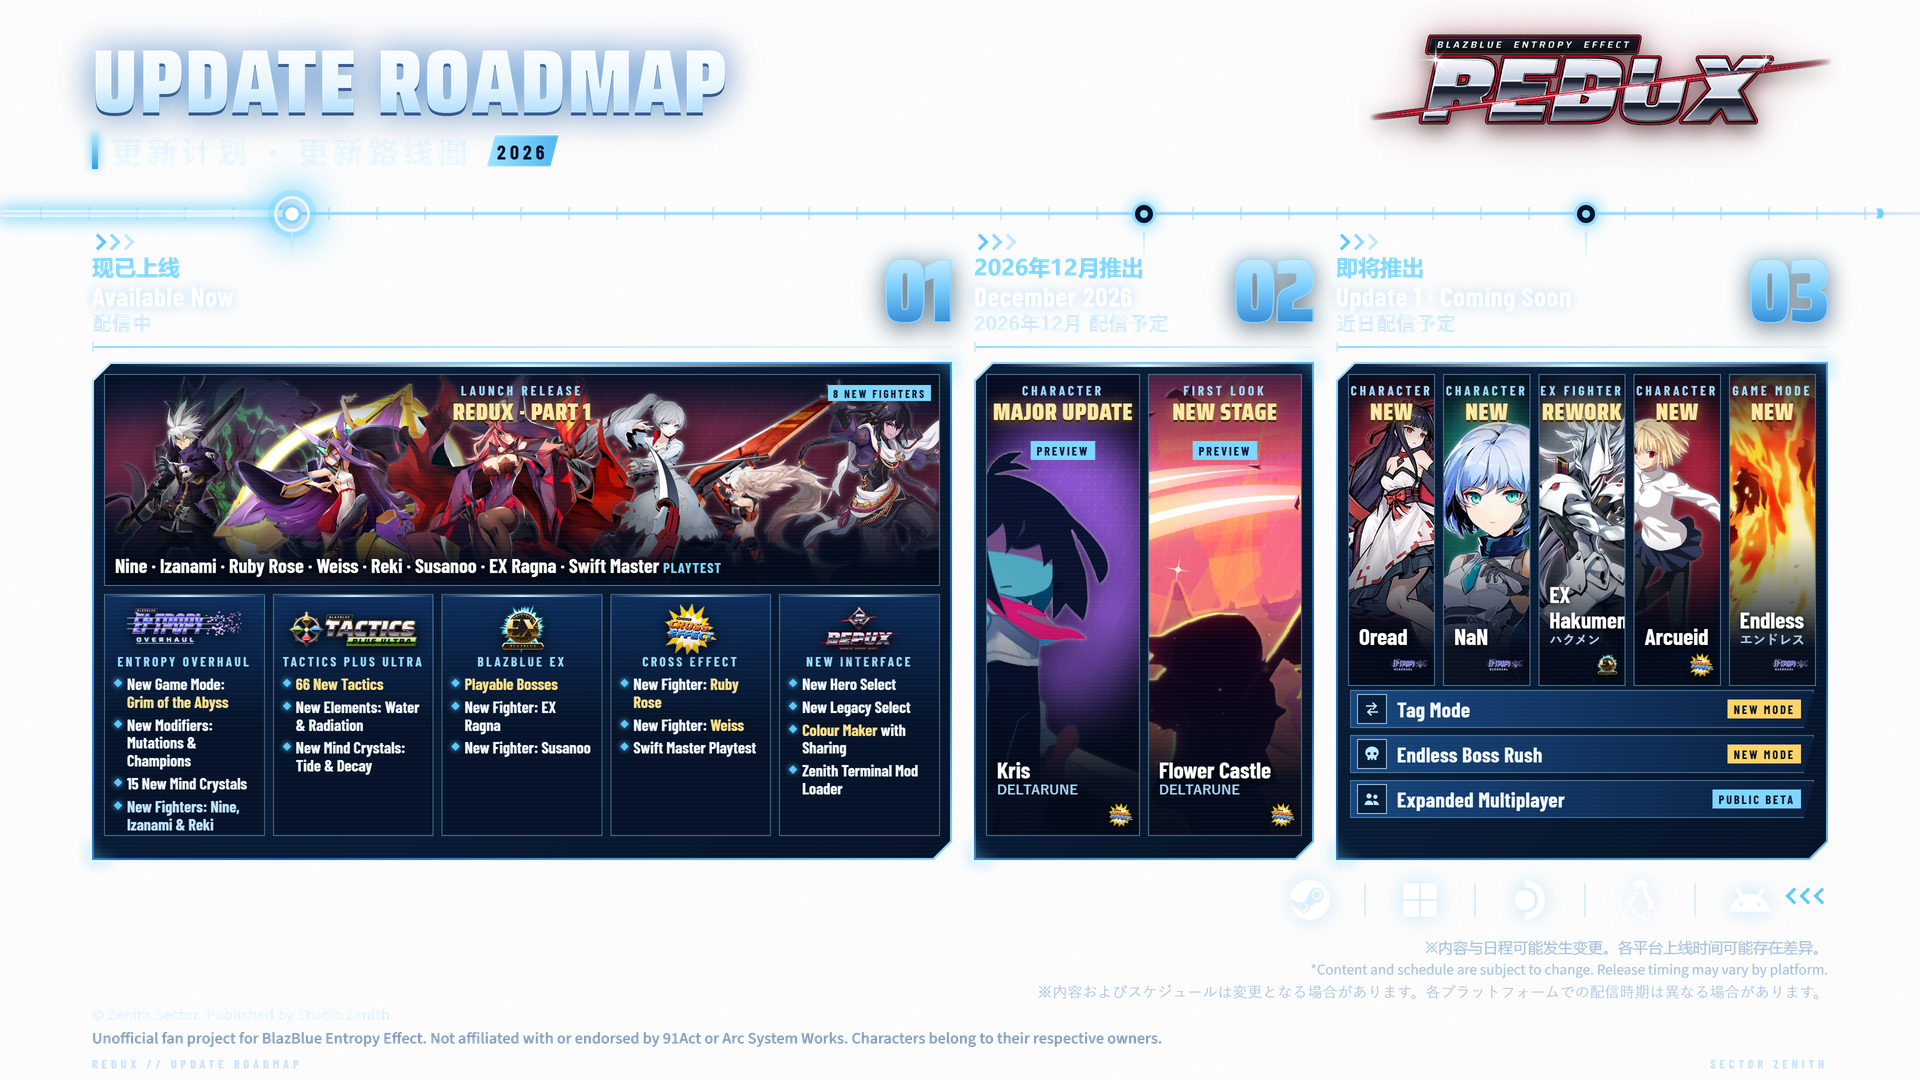 UPDATE ROADMAP
更新计划 · 更新路线图 2026
BLAZBLUE ENTROPY EFFECT
REDUX
现已上线
Available Now
配信中
01
2026年12月推出
December 2026
2026年12月 配信予定
02
即将推出
Update 1 · Coming Soon
近日配信予定
03
LAUNCH RELEASE
REDUX · PART 1
8 NEW FIGHTERS
Nine · Izanami · Ruby Rose · Weiss · Reki · Susanoo · EX Ragna · Swift Master PLAYTEST
ENTROPY
OVERHAUL
ENTROPY OVERHAUL
New Game Mode:
Grim of the Abyss
New Modifiers:
Mutations &
Champions
15 New Mind Crystals
New Fighters: Nine,
Izanami & Reki
TACTICS
PLUS ULTRA
TACTICS PLUS ULTRA
66 New Tactics
New Elements: Water
& Radiation
New Mind Crystals:
Tide & Decay
EX
BLAZBLUE
BLAZBLUE EX
Playable Bosses
New Fighter: EX
Ragna
New Fighter: Susanoo
CROSS
EFFECT
CROSS EFFECT
New Fighter: Ruby
Rose
New Fighter: Weiss
Swift Master Playtest
REDUX
NEW INTERFACE
New Hero Select
New Legacy Select
Colour Maker with
Sharing
Zenith Terminal Mod
Loader
CHARACTER
MAJOR UPDATE
PREVIEW
Kris
DELTARUNE
FIRST LOOK
NEW STAGE
PREVIEW
Flower Castle
DELTARUNE
CHARACTER
NEW
Oread
CHARACTER
NEW
NaN
EX FIGHTER
REWORK
EX
Hakumen
ハクメン
CHARACTER
NEW
Arcueid
GAME MODE
NEW
Endless
エンドレス
Tag Mode NEW MODE
Endless Boss Rush NEW MODE
Expanded Multiplayer PUBLIC BETA
※内容与日程可能发生变更。各平台上线时间可能存在差异。
*Content and schedule are subject to change. Release timing may vary by platform.
※内容およびスケジュールは変更となる場合があります。各プラットフォームでの配信時期は異なる場合があります。
© Zenith Sector. Published by Studio Zenith.
Unofficial fan project for BlazBlue Entropy Effect. Not affiliated with or endorsed by 91Act or Arc System Works. Characters belong to their respective owners.
REDUX // UPDATE ROADMAP
SECTOR ZENITH